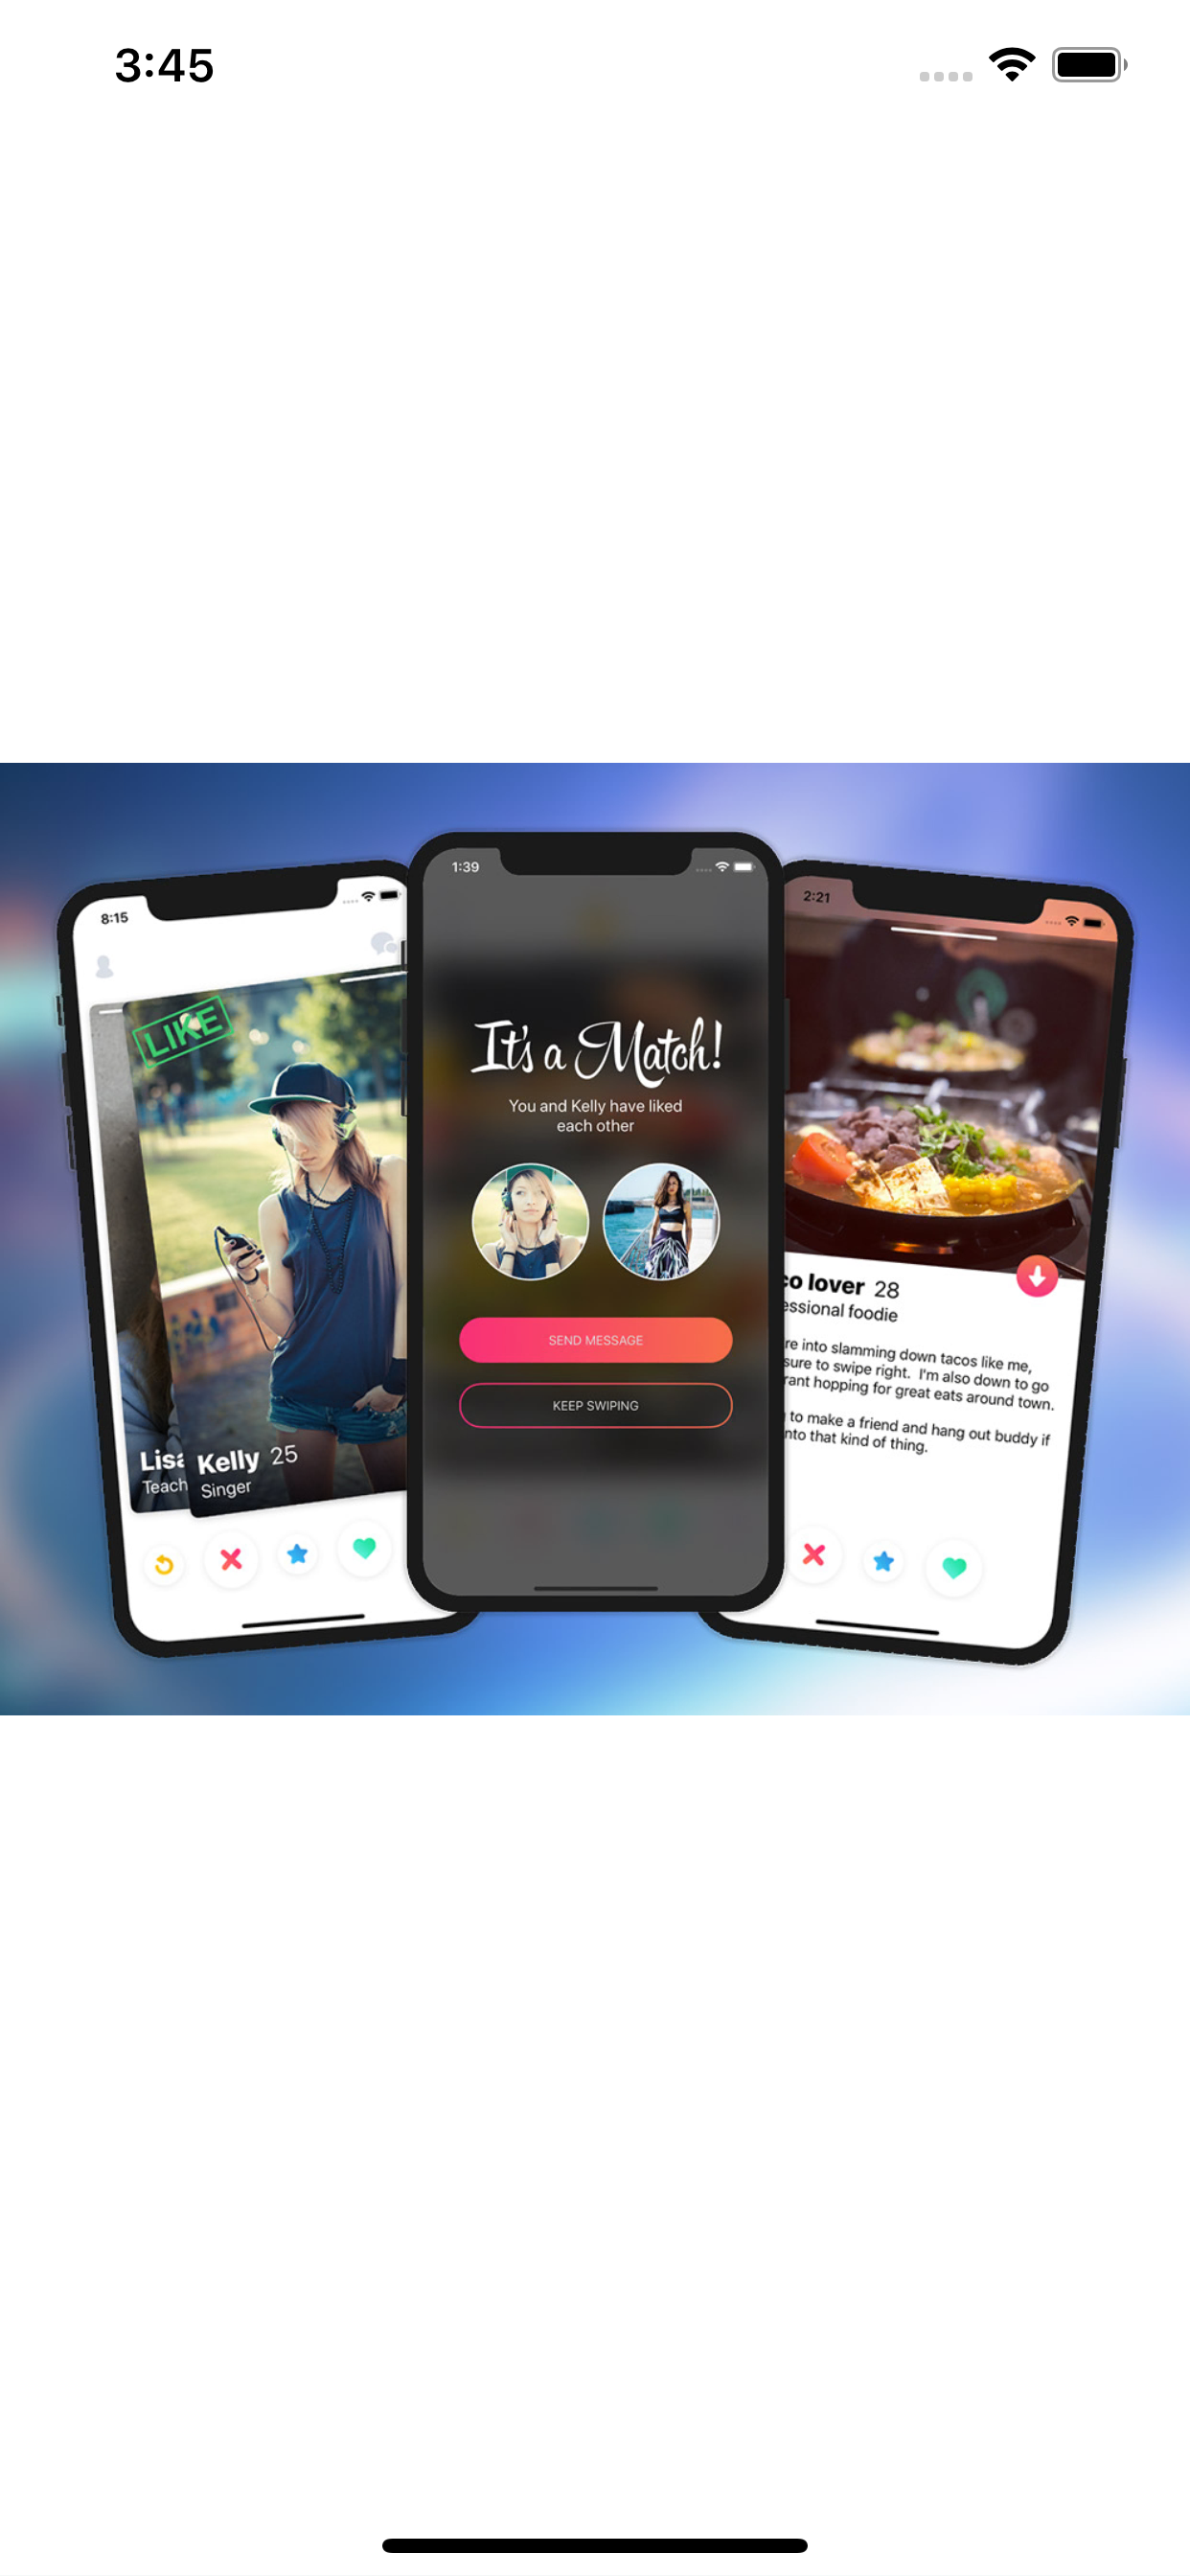 3:45
8:15
LIKE
Lisa
Teach
Kelly 25
Singer
1:39
It's a Match!
You and Kelly have liked
each other
SEND MESSAGE
KEEP SWIPING
2:21
co lover 28
essional foodie
re into slamming down tacos like me,
sure to swipe right. I'm also down to go
rant hopping for great eats around town.
to make a friend and hang out buddy if
nto that kind of thing.